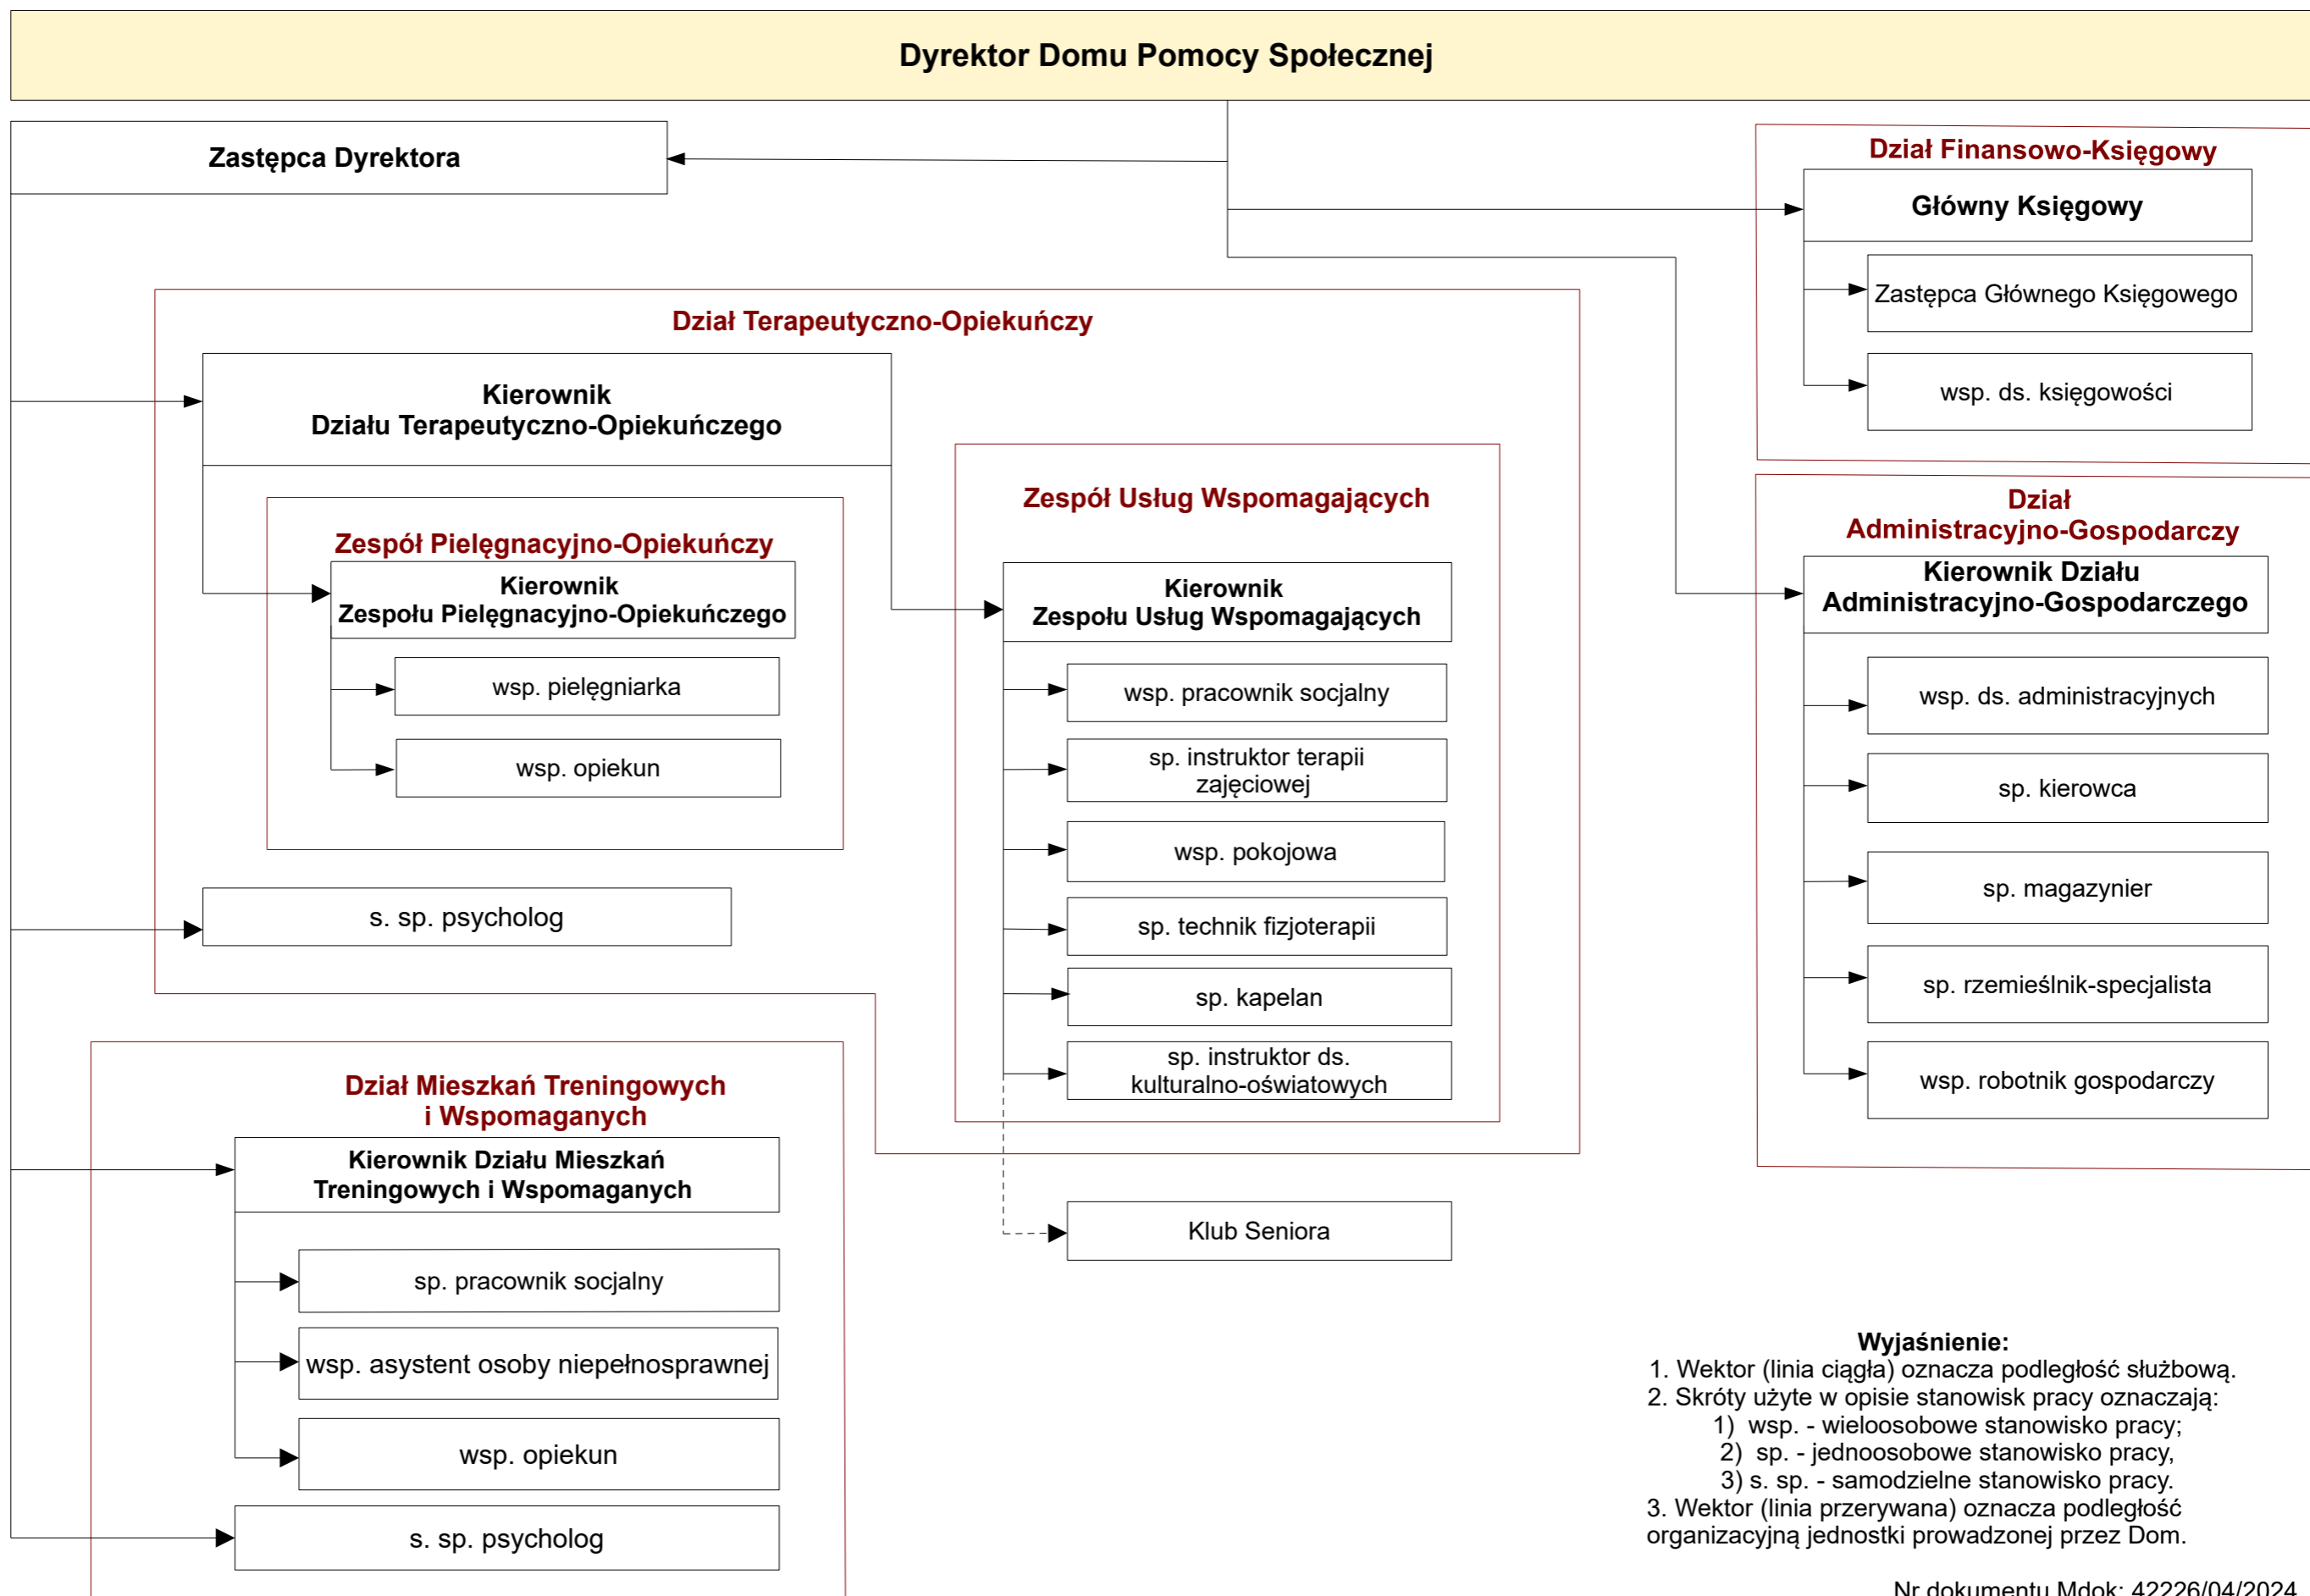 Dyrektor Domu Pomocy Społecznej
Zastępca Dyrektora
Dział Finansowo-Księgowy
Główny Księgowy
Zastępca Głównego Księgowego
wsp. ds. księgowości
Dział Terapeutyczno-Opiekuńczy
Kierownik
Działu Terapeutyczno-Opiekuńczego
Zespół Pielęgnacyjno-Opiekuńczy
Kierownik
Zespołu Pielęgnacyjno-Opiekuńczego
wsp. pielęgniarka
wsp. opiekun
s. sp. psycholog
Zespół Usług Wspomagających
Kierownik
Zespołu Usług Wspomagających
wsp. pracownik socjalny
sp. instruktor terapii
zajęciowej
wsp. pokojowa
sp. technik fizjoterapii
sp. kapelan
sp. instruktor ds.
kulturalno-oświatowych
Klub Seniora
Dział
Administracyjno-Gospodarczy
Kierownik Działu
Administracyjno-Gospodarczego
wsp. ds. administracyjnych
sp. kierowca
sp. magazynier
sp. rzemieślnik-specjalista
wsp. robotnik gospodarczy
Dział Mieszkań Treningowych
i Wspomaganych
Kierownik Działu Mieszkań
Treningowych i Wspomaganych
sp. pracownik socjalny
wsp. asystent osoby niepełnosprawnej
wsp. opiekun
s. sp. psycholog
Wyjaśnienie:
1. Wektor (linia ciągła) oznacza podległość służbową.
2. Skróty użyte w opisie stanowisk pracy oznaczają:
1) wsp. - wieloosobowe stanowisko pracy;
2) sp. - jednoosobowe stanowisko pracy,
3) s. sp. - samodzielne stanowisko pracy.
3. Wektor (linia przerywana) oznacza podległość
organizacyjną jednostki prowadzonej przez Dom.
Nr dokumentu Mdok: 42226/04/2024